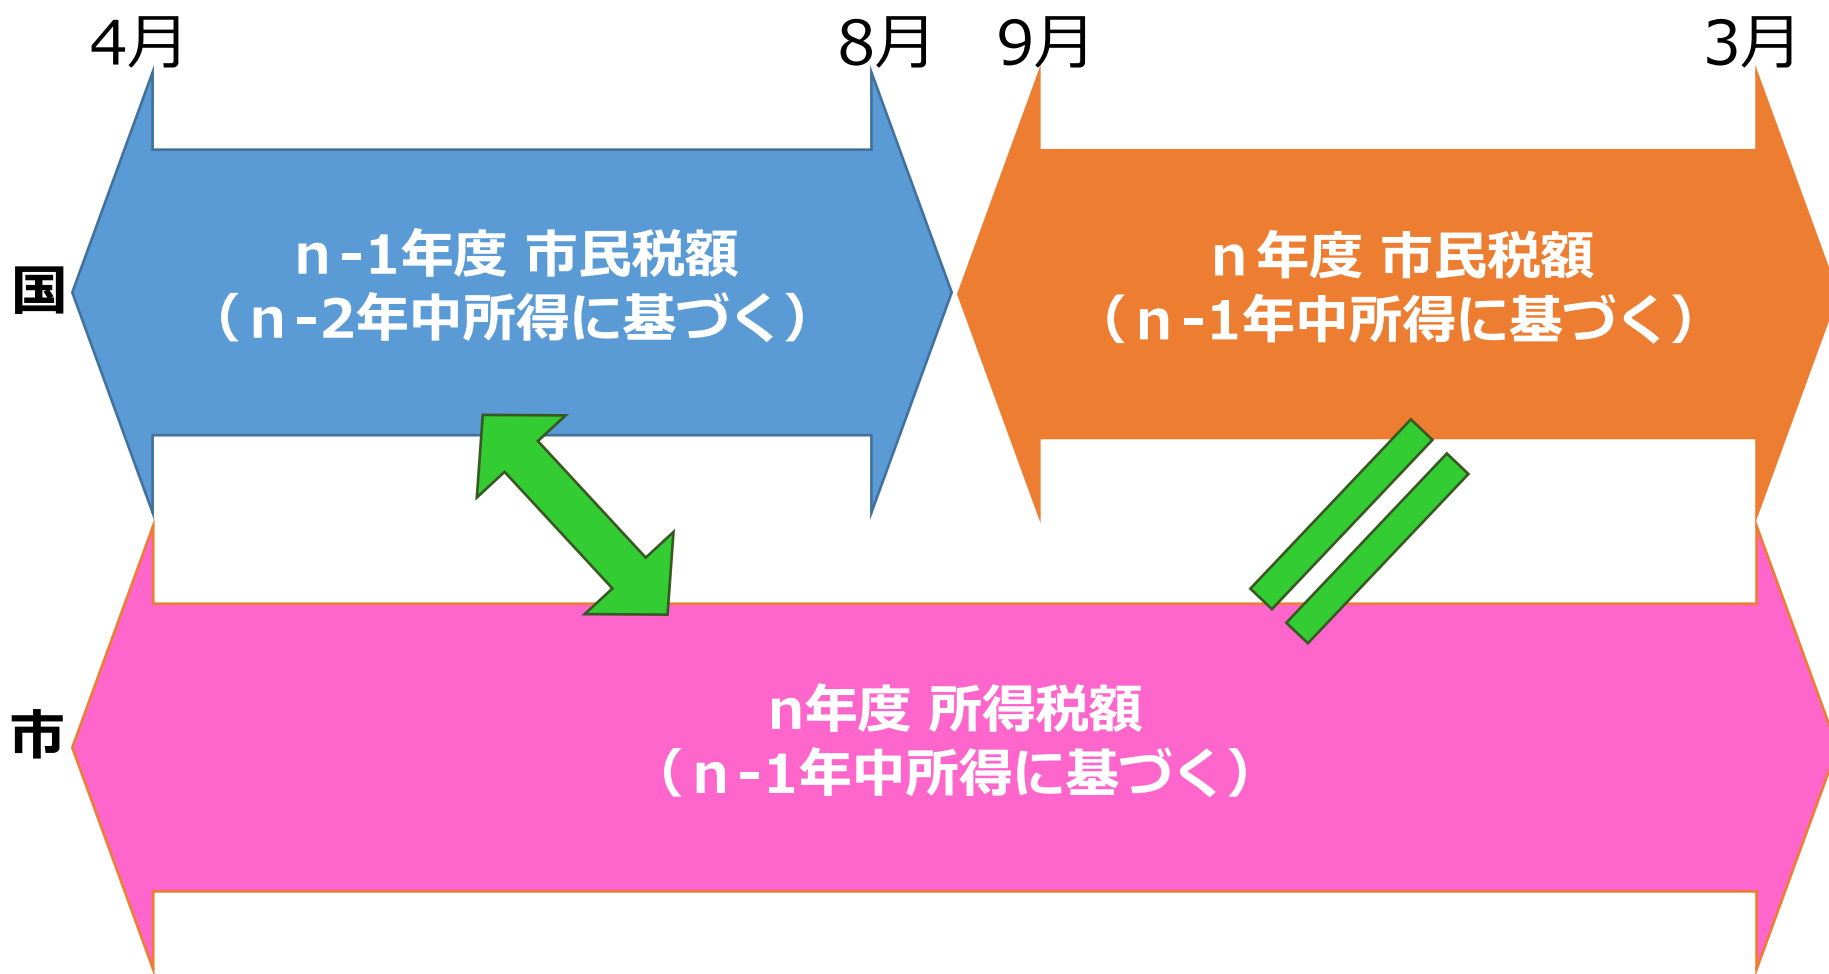 4月
8月
9月
3月
国
n-1年度 市民税額
（n-2年中所得に基づく）
n年度 市民税額
（n-1年中所得に基づく）
市
n年度 所得税額
（n-1年中所得に基づく）